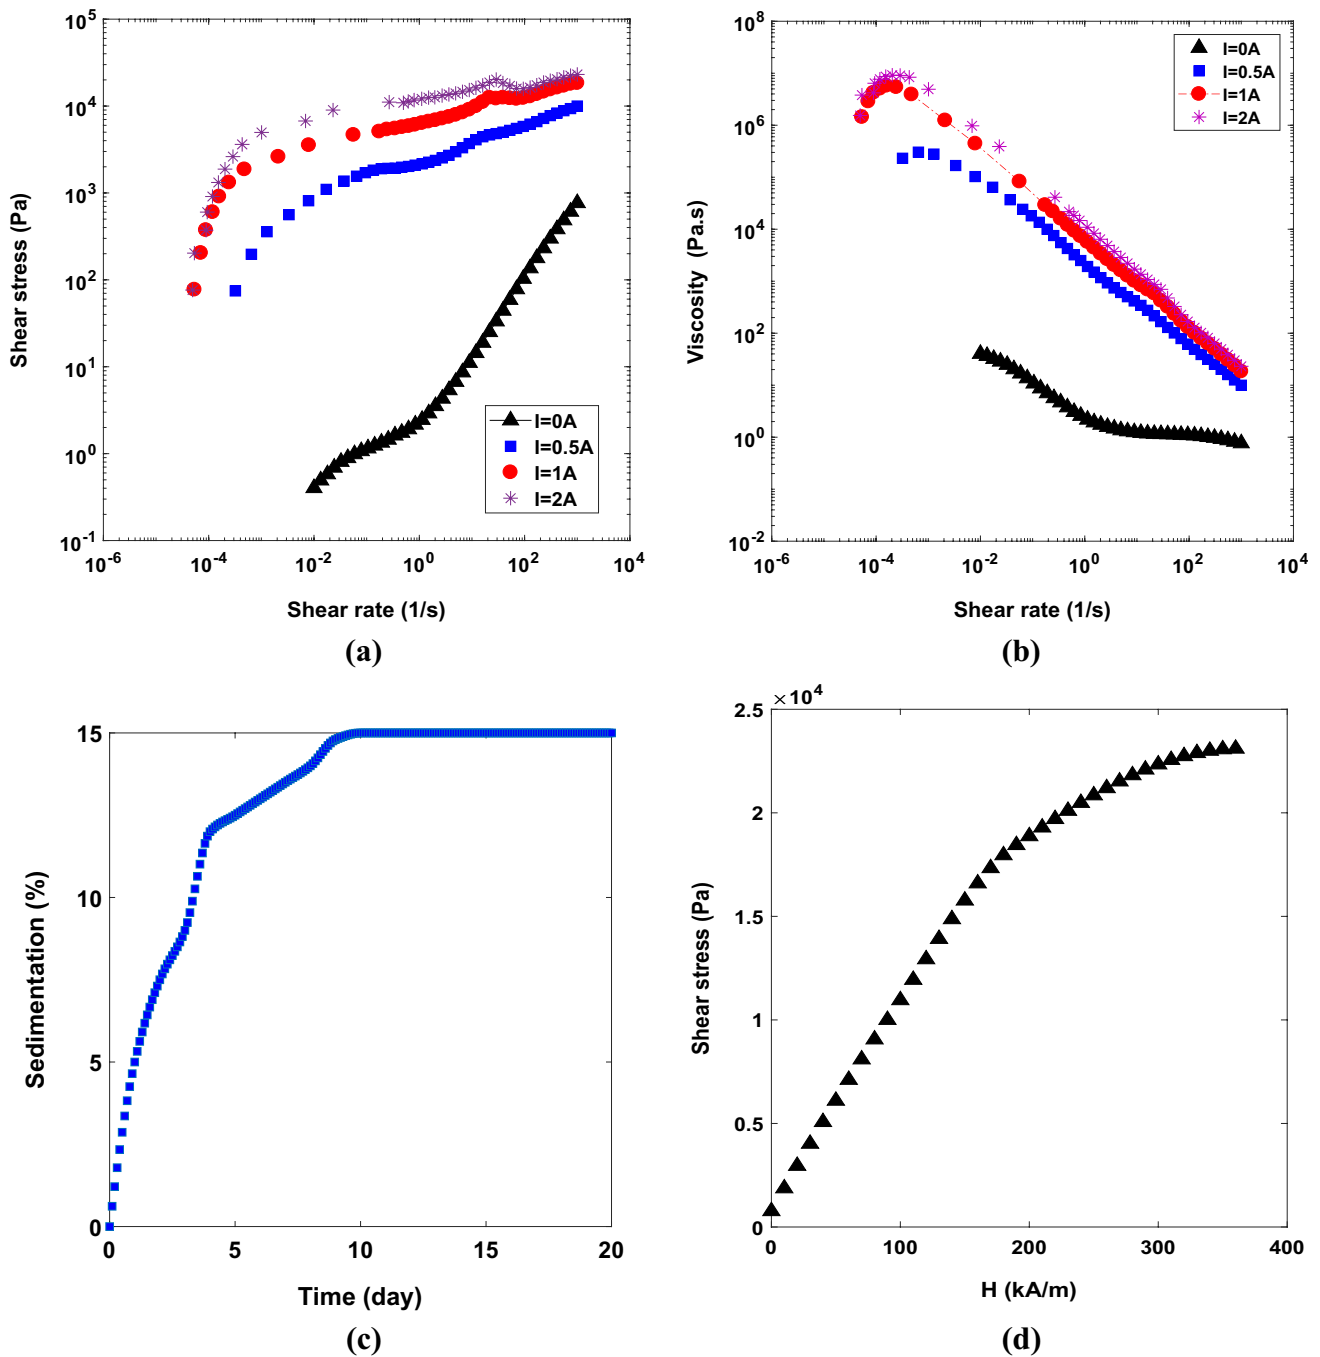 10^5
10^4
10^3
10^2
10^1
10^0
10^-1
Shear stress (Pa)
10^-6 10^-4 10^-2 10^0 10^2 10^4
Shear rate (1/s)
I=0A
I=0.5A
I=1A
I=2A
(a)
10^8
10^6
10^4
10^2
10^0
10^-2
Viscosity (Pa.s)
10^-6 10^-4 10^-2 10^0 10^2 10^4
Shear rate (1/s)
I=0A
I=0.5A
I=1A
I=2A
(b)
15
10
5
0
Sedimentation (%)
0 5 10 15 20
Time (day)
(c)
×10^4
2.5
2
1.5
1
0.5
0
Shear stress (Pa)
0 100 200 300 400
H (kA/m)
(d)